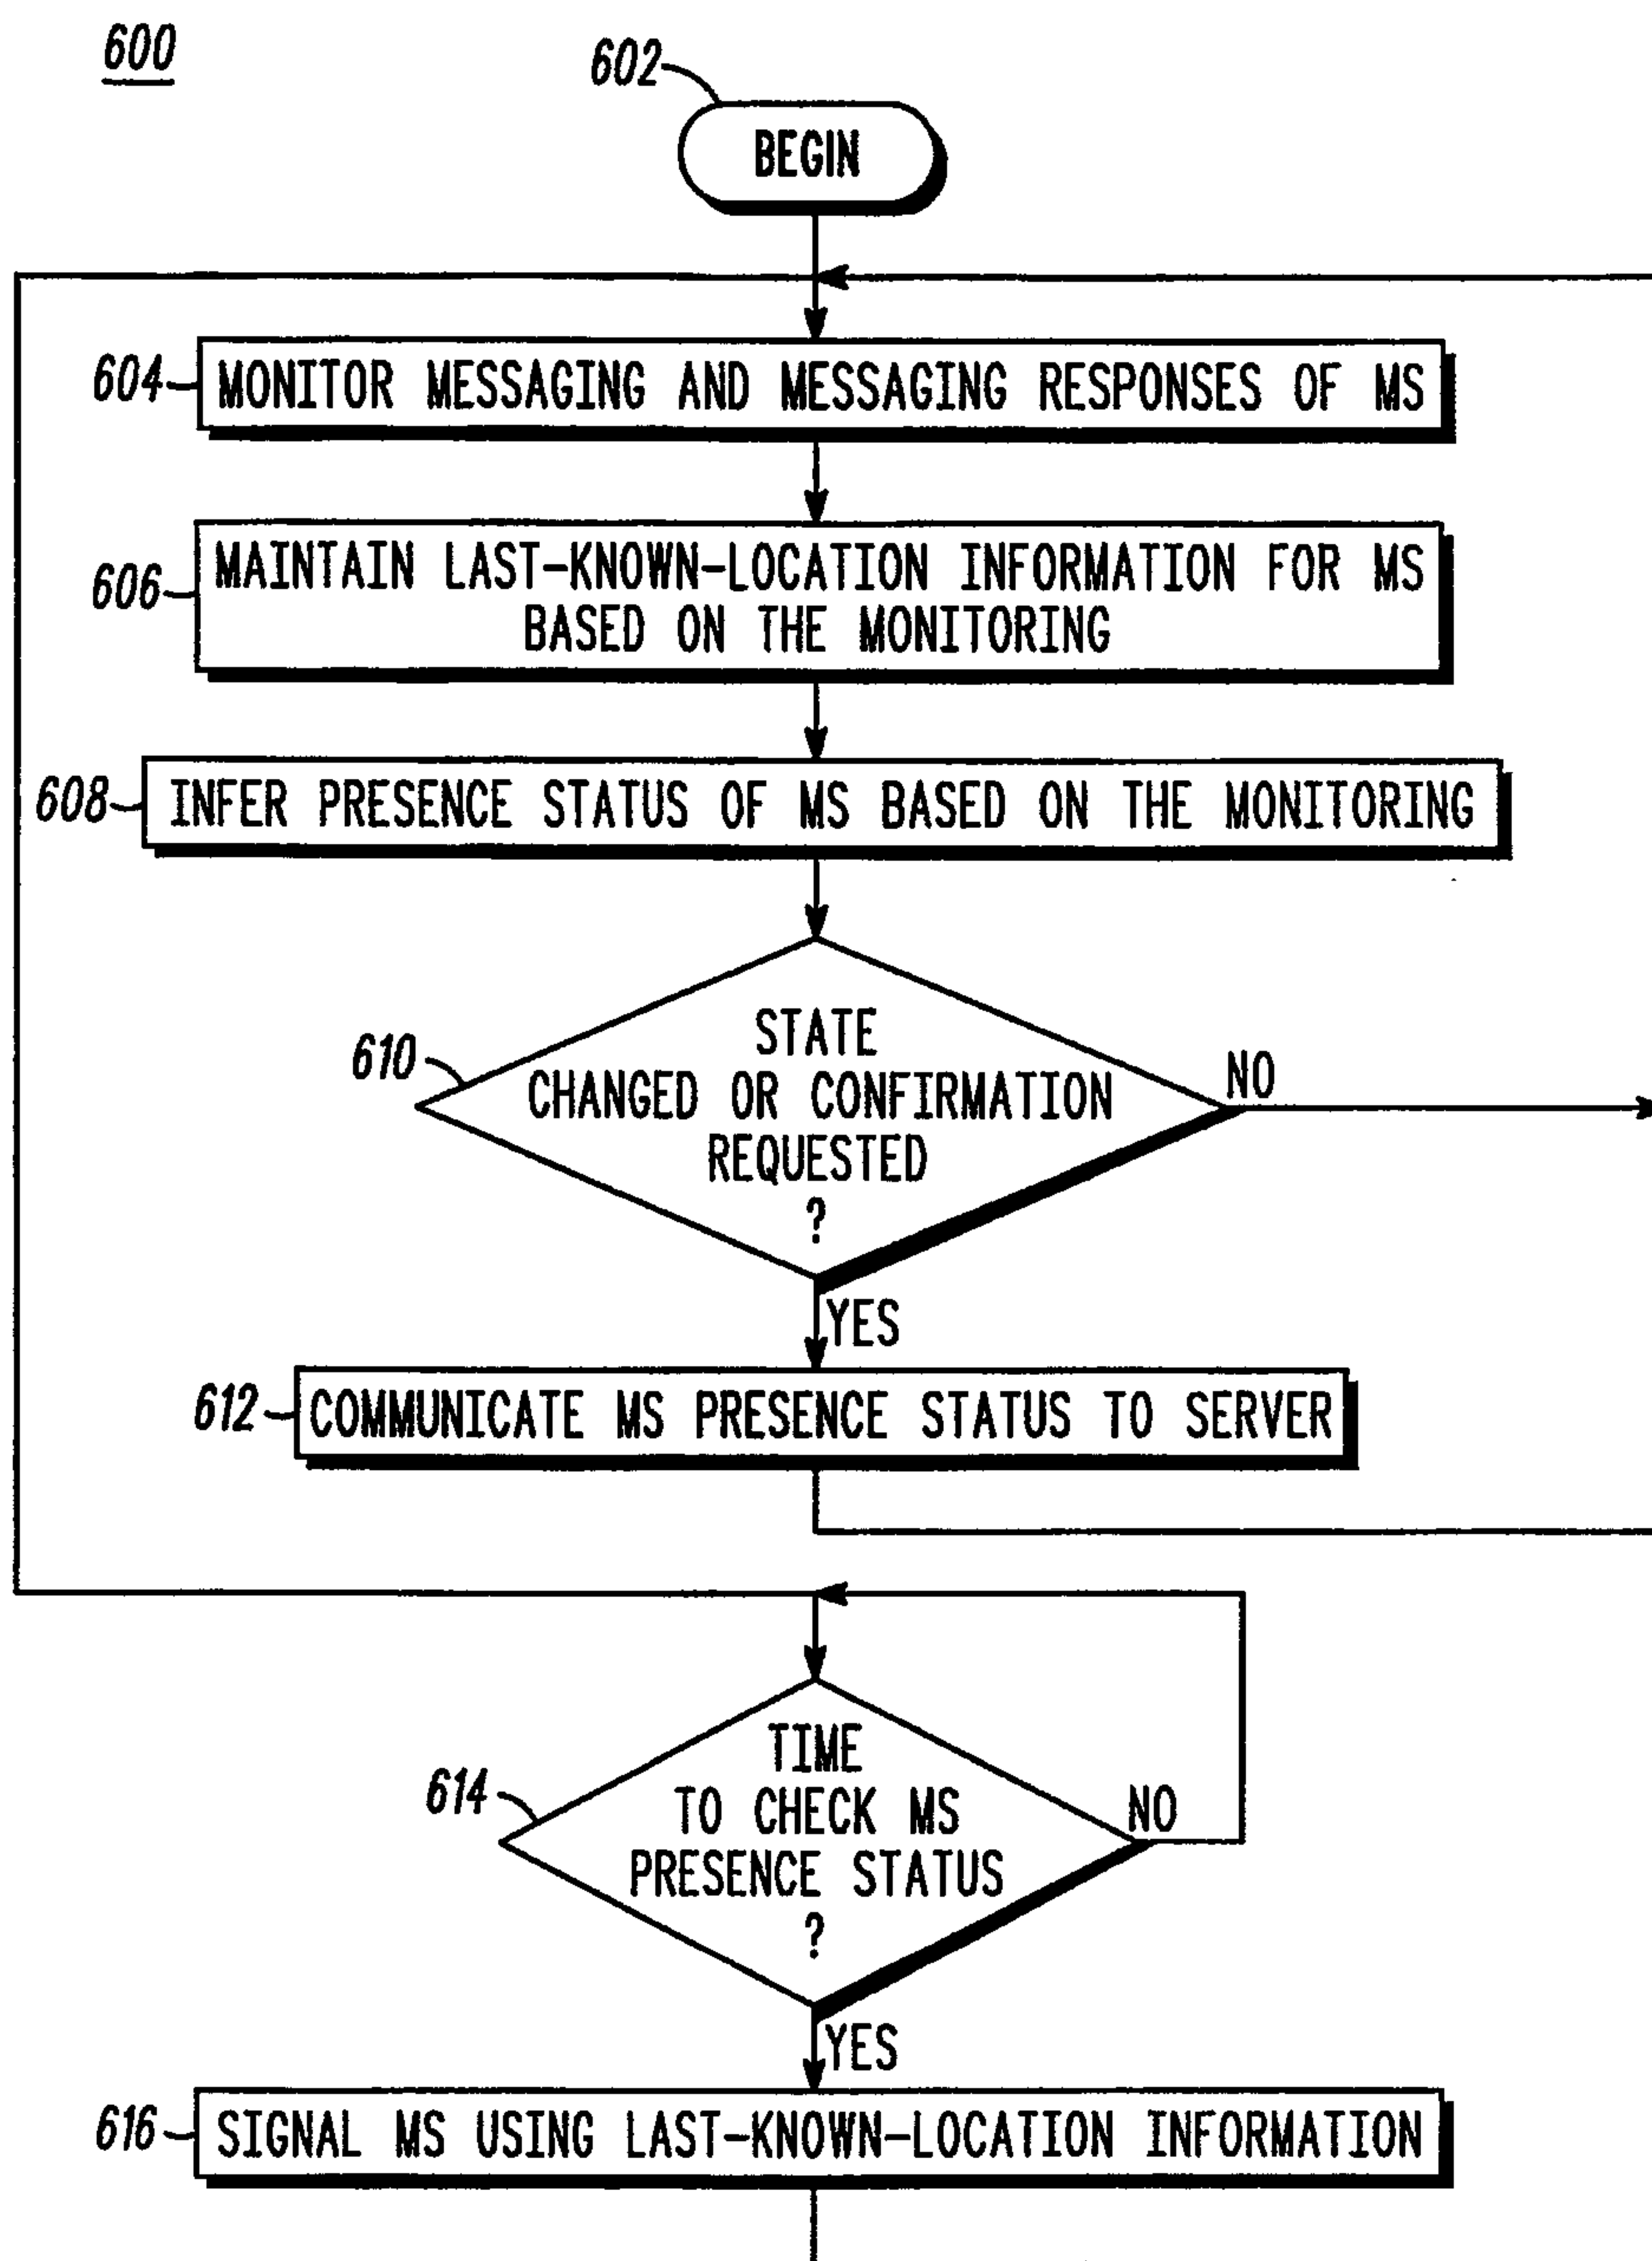 600
602
BEGIN
604
MONITOR MESSAGING AND MESSAGING RESPONSES OF MS
606
MAINTAIN LAST-KNOWN-LOCATION INFORMATION FOR MS
BASED ON THE MONITORING
608
INFER PRESENCE STATUS OF MS BASED ON THE MONITORING
610
STATE
CHANGED OR CONFIRMATION
REQUESTED
?
NO
YES
612
COMMUNICATE MS PRESENCE STATUS TO SERVER
614
TIME
TO CHECK MS
PRESENCE STATUS
?
NO
YES
616
SIGNAL MS USING LAST-KNOWN-LOCATION INFORMATION